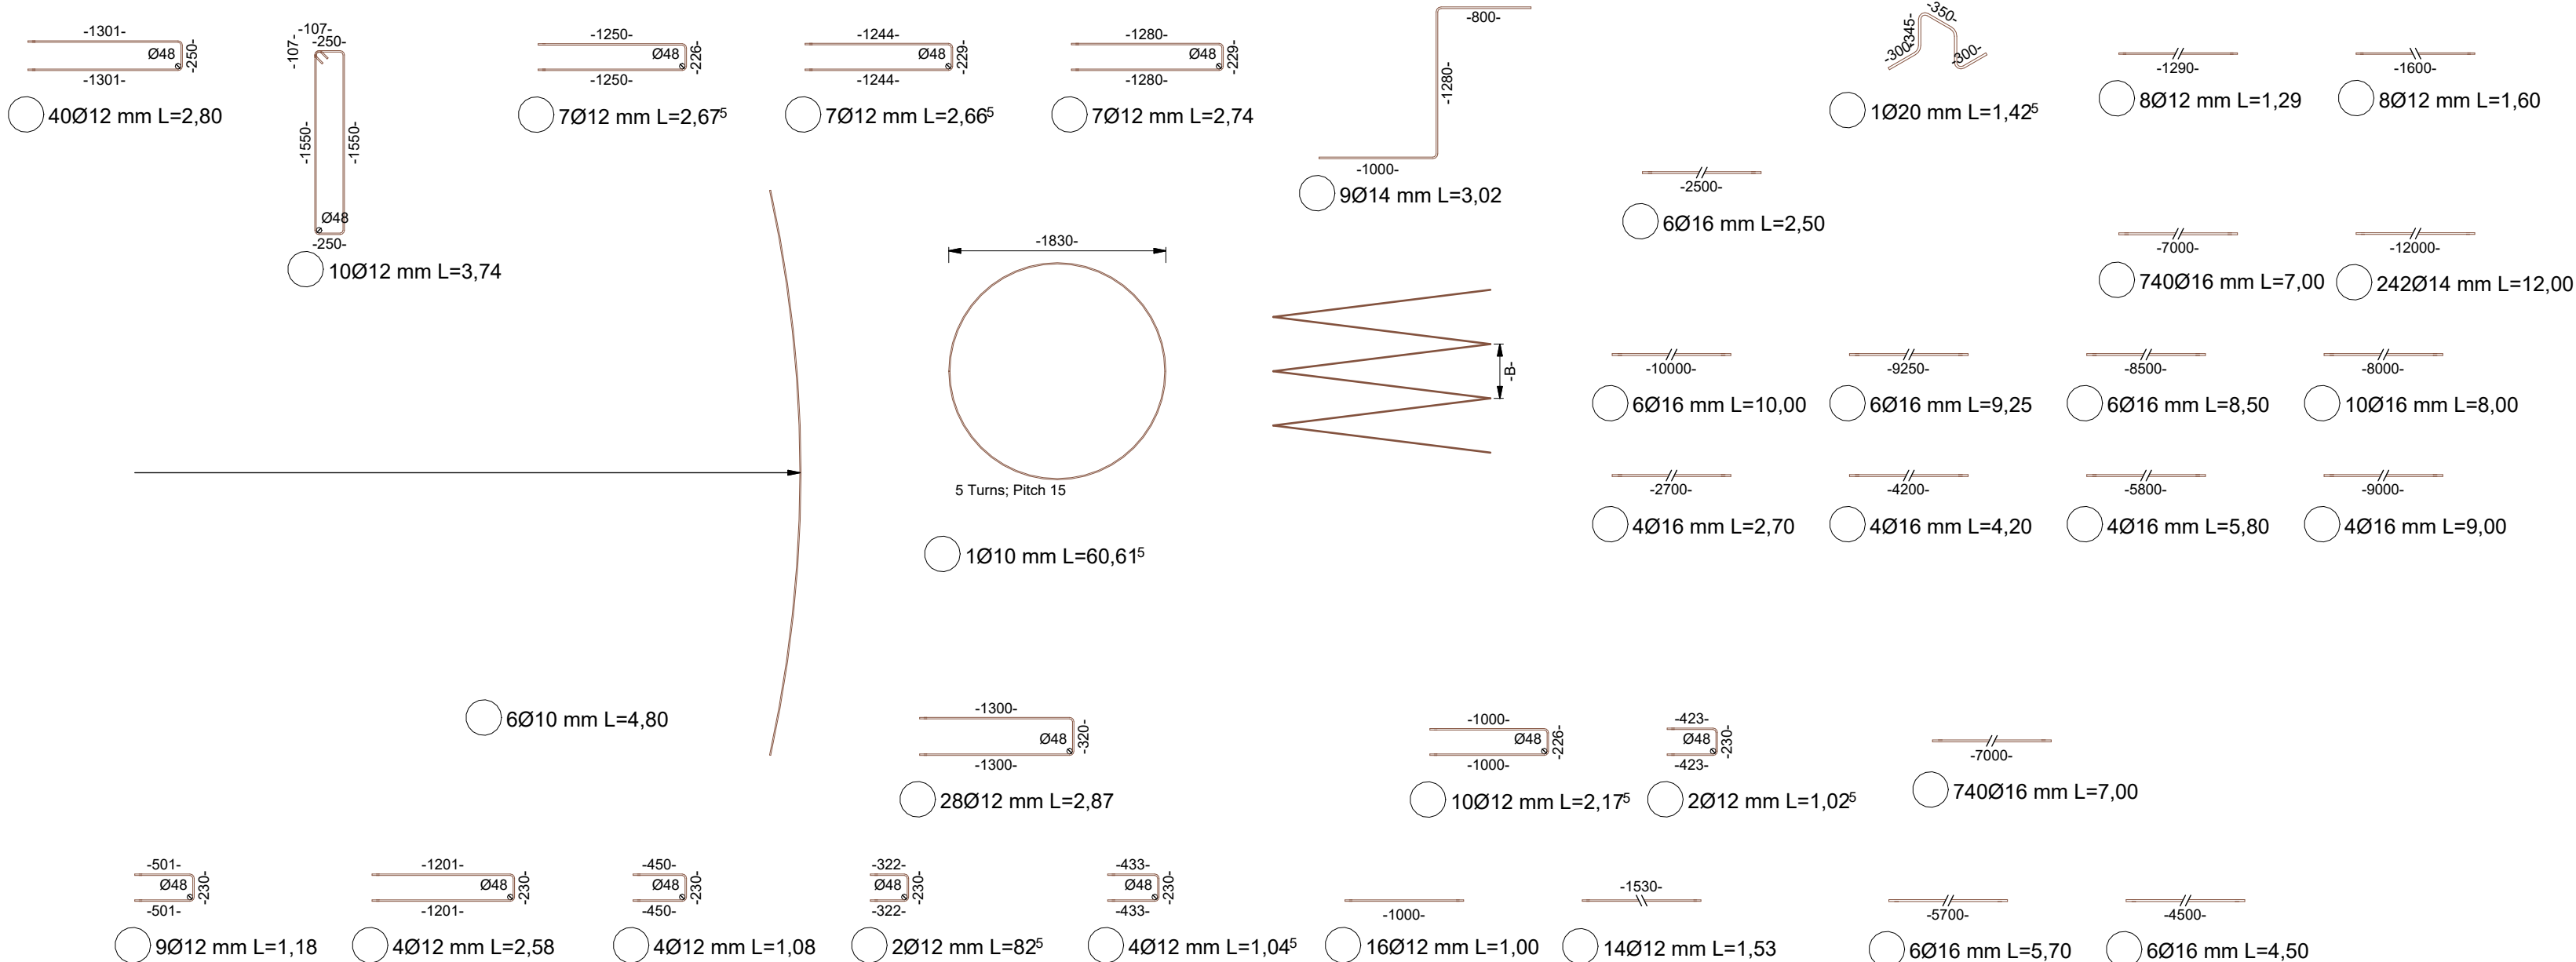 -1301-
Ø48
-250-
-1301-
40Ø12 mm L=2,80
-107-
-107-
-250-
-1550-
-1550-
Ø48
-250-
10Ø12 mm L=3,74
-1250-
Ø48
-226-
-1250-
7Ø12 mm L=2,67⁵
-1244-
Ø48
-229-
-1244-
7Ø12 mm L=2,66⁵
-1280-
Ø48
-229-
-1280-
7Ø12 mm L=2,74
-800-
-1280-
-1000-
9Ø14 mm L=3,02
-350-
-345-
-300-
-300-
1Ø20 mm L=1,42⁵
-1290-
8Ø12 mm L=1,29
-1600-
8Ø12 mm L=1,60
-2500-
6Ø16 mm L=2,50
-7000-
740Ø16 mm L=7,00
-12000-
242Ø14 mm L=12,00
-1830-
5 Turns; Pitch 15
1Ø10 mm L=60,61⁵
-B-
-10000-
6Ø16 mm L=10,00
-9250-
6Ø16 mm L=9,25
-8500-
6Ø16 mm L=8,50
-8000-
10Ø16 mm L=8,00
-2700-
4Ø16 mm L=2,70
-4200-
4Ø16 mm L=4,20
-5800-
4Ø16 mm L=5,80
-9000-
4Ø16 mm L=9,00
6Ø10 mm L=4,80
-1300-
Ø48
-320-
-1300-
28Ø12 mm L=2,87
-1000-
Ø48
-226-
-1000-
10Ø12 mm L=2,17⁵
-423-
Ø48
-230-
-423-
2Ø12 mm L=1,02⁵
-7000-
740Ø16 mm L=7,00
-501-
Ø48
-230-
-501-
9Ø12 mm L=1,18
-1201-
Ø48
-230-
-1201-
4Ø12 mm L=2,58
-450-
Ø48
-230-
-450-
4Ø12 mm L=1,08
-322-
Ø48
-230-
-322-
2Ø12 mm L=82⁵
-433-
Ø48
-230-
-433-
4Ø12 mm L=1,04⁵
-1000-
16Ø12 mm L=1,00
-1530-
14Ø12 mm L=1,53
-5700-
6Ø16 mm L=5,70
-4500-
6Ø16 mm L=4,50